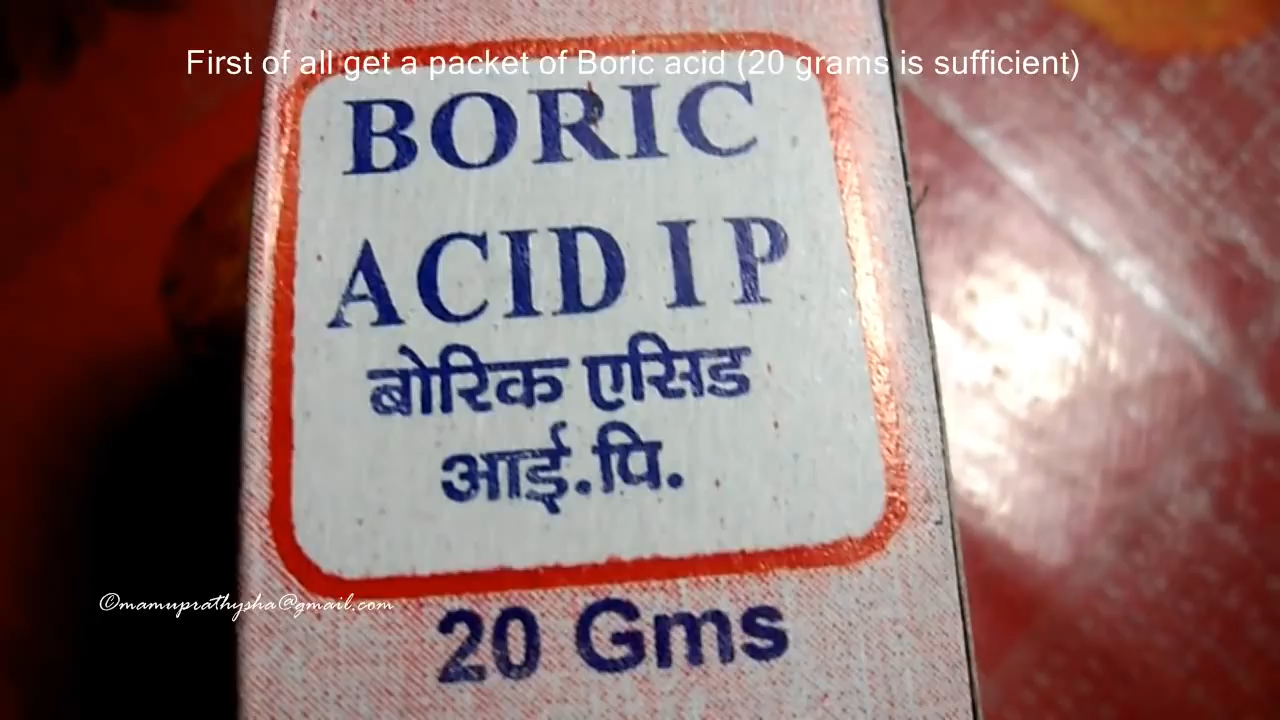 First of all get a packet of Boric acid (20 grams is sufficient)
BORIC
ACID I P
बोरिक एसिड
आई.पि.
©mamuprathysha@gmail.com
20 Gms